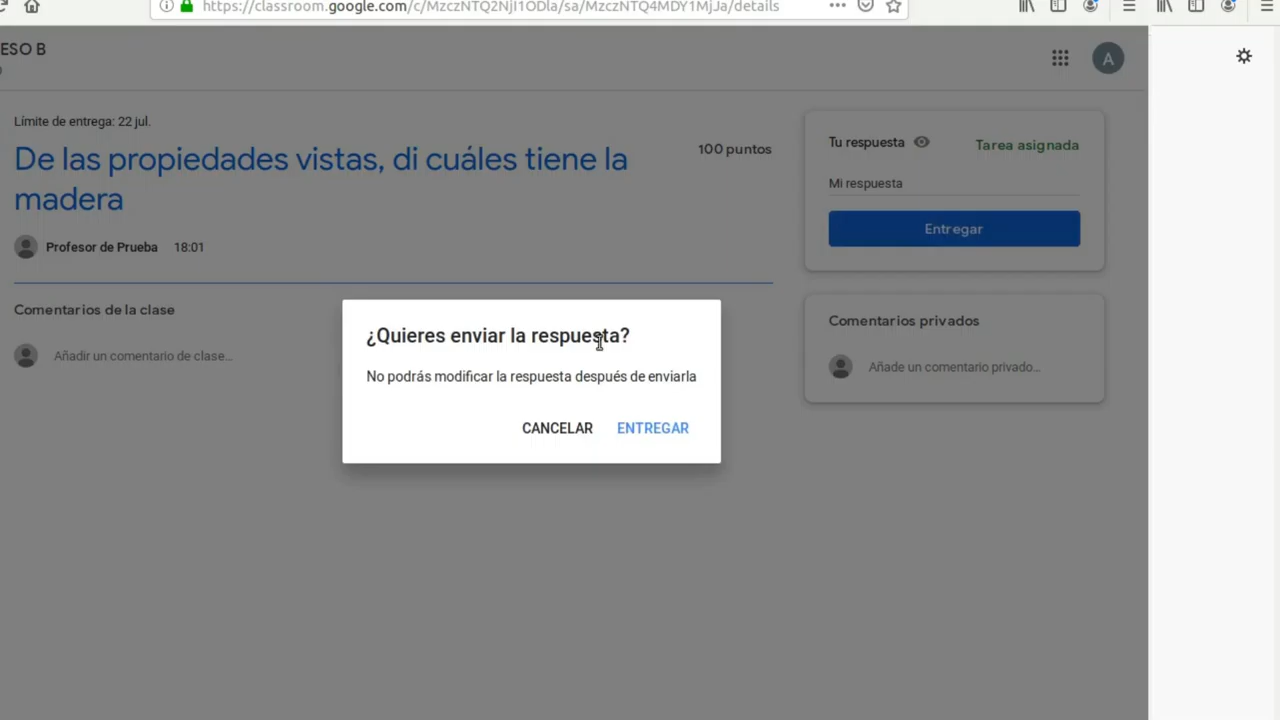 https://classroom.google.com/c/MzczNTQ2NjI1ODla/sa/MzczNTQ4MDY1MjJa/details
ESO B
A
Límite de entrega: 22 jul.
De las propiedades vistas, di cuáles tiene la
madera
100 puntos
Profesor de Prueba 18:01
Comentarios de la clase
Añadir un comentario de clase...
Tu respuesta
Tarea asignada
Mi respuesta
Entregar
Comentarios privados
Añade un comentario privado...
¿Quieres enviar la respuesta?
No podrás modificar la respuesta después de enviarla
CANCELAR ENTREGAR